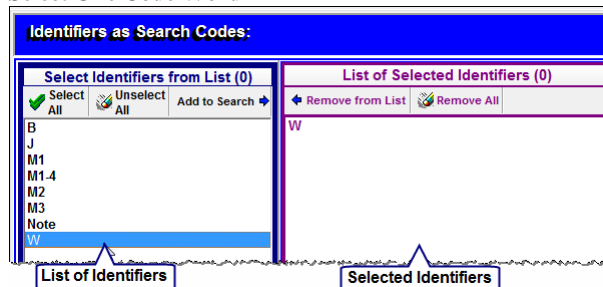 Identifiers as Search Codes:
Select Identifiers from List (0)
List of Selected Identifiers (0)
Select All
Unselect All
Add to Search
Remove from List
Remove All
B
J
M1
M1-4
M2
M3
Note
W
W
List of Identifiers
Selected Identifiers